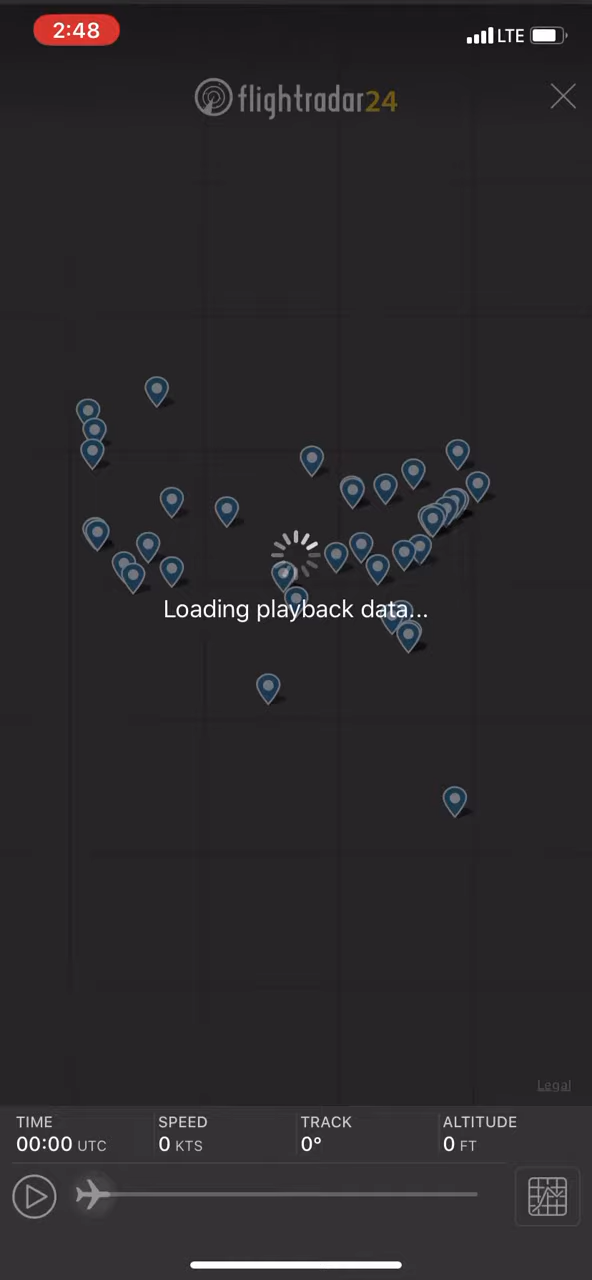 2:48
LTE
flightradar24
Loading playback data...
Legal
TIME
00:00 UTC
SPEED
0 KTS
TRACK
0°
ALTITUDE
0 FT